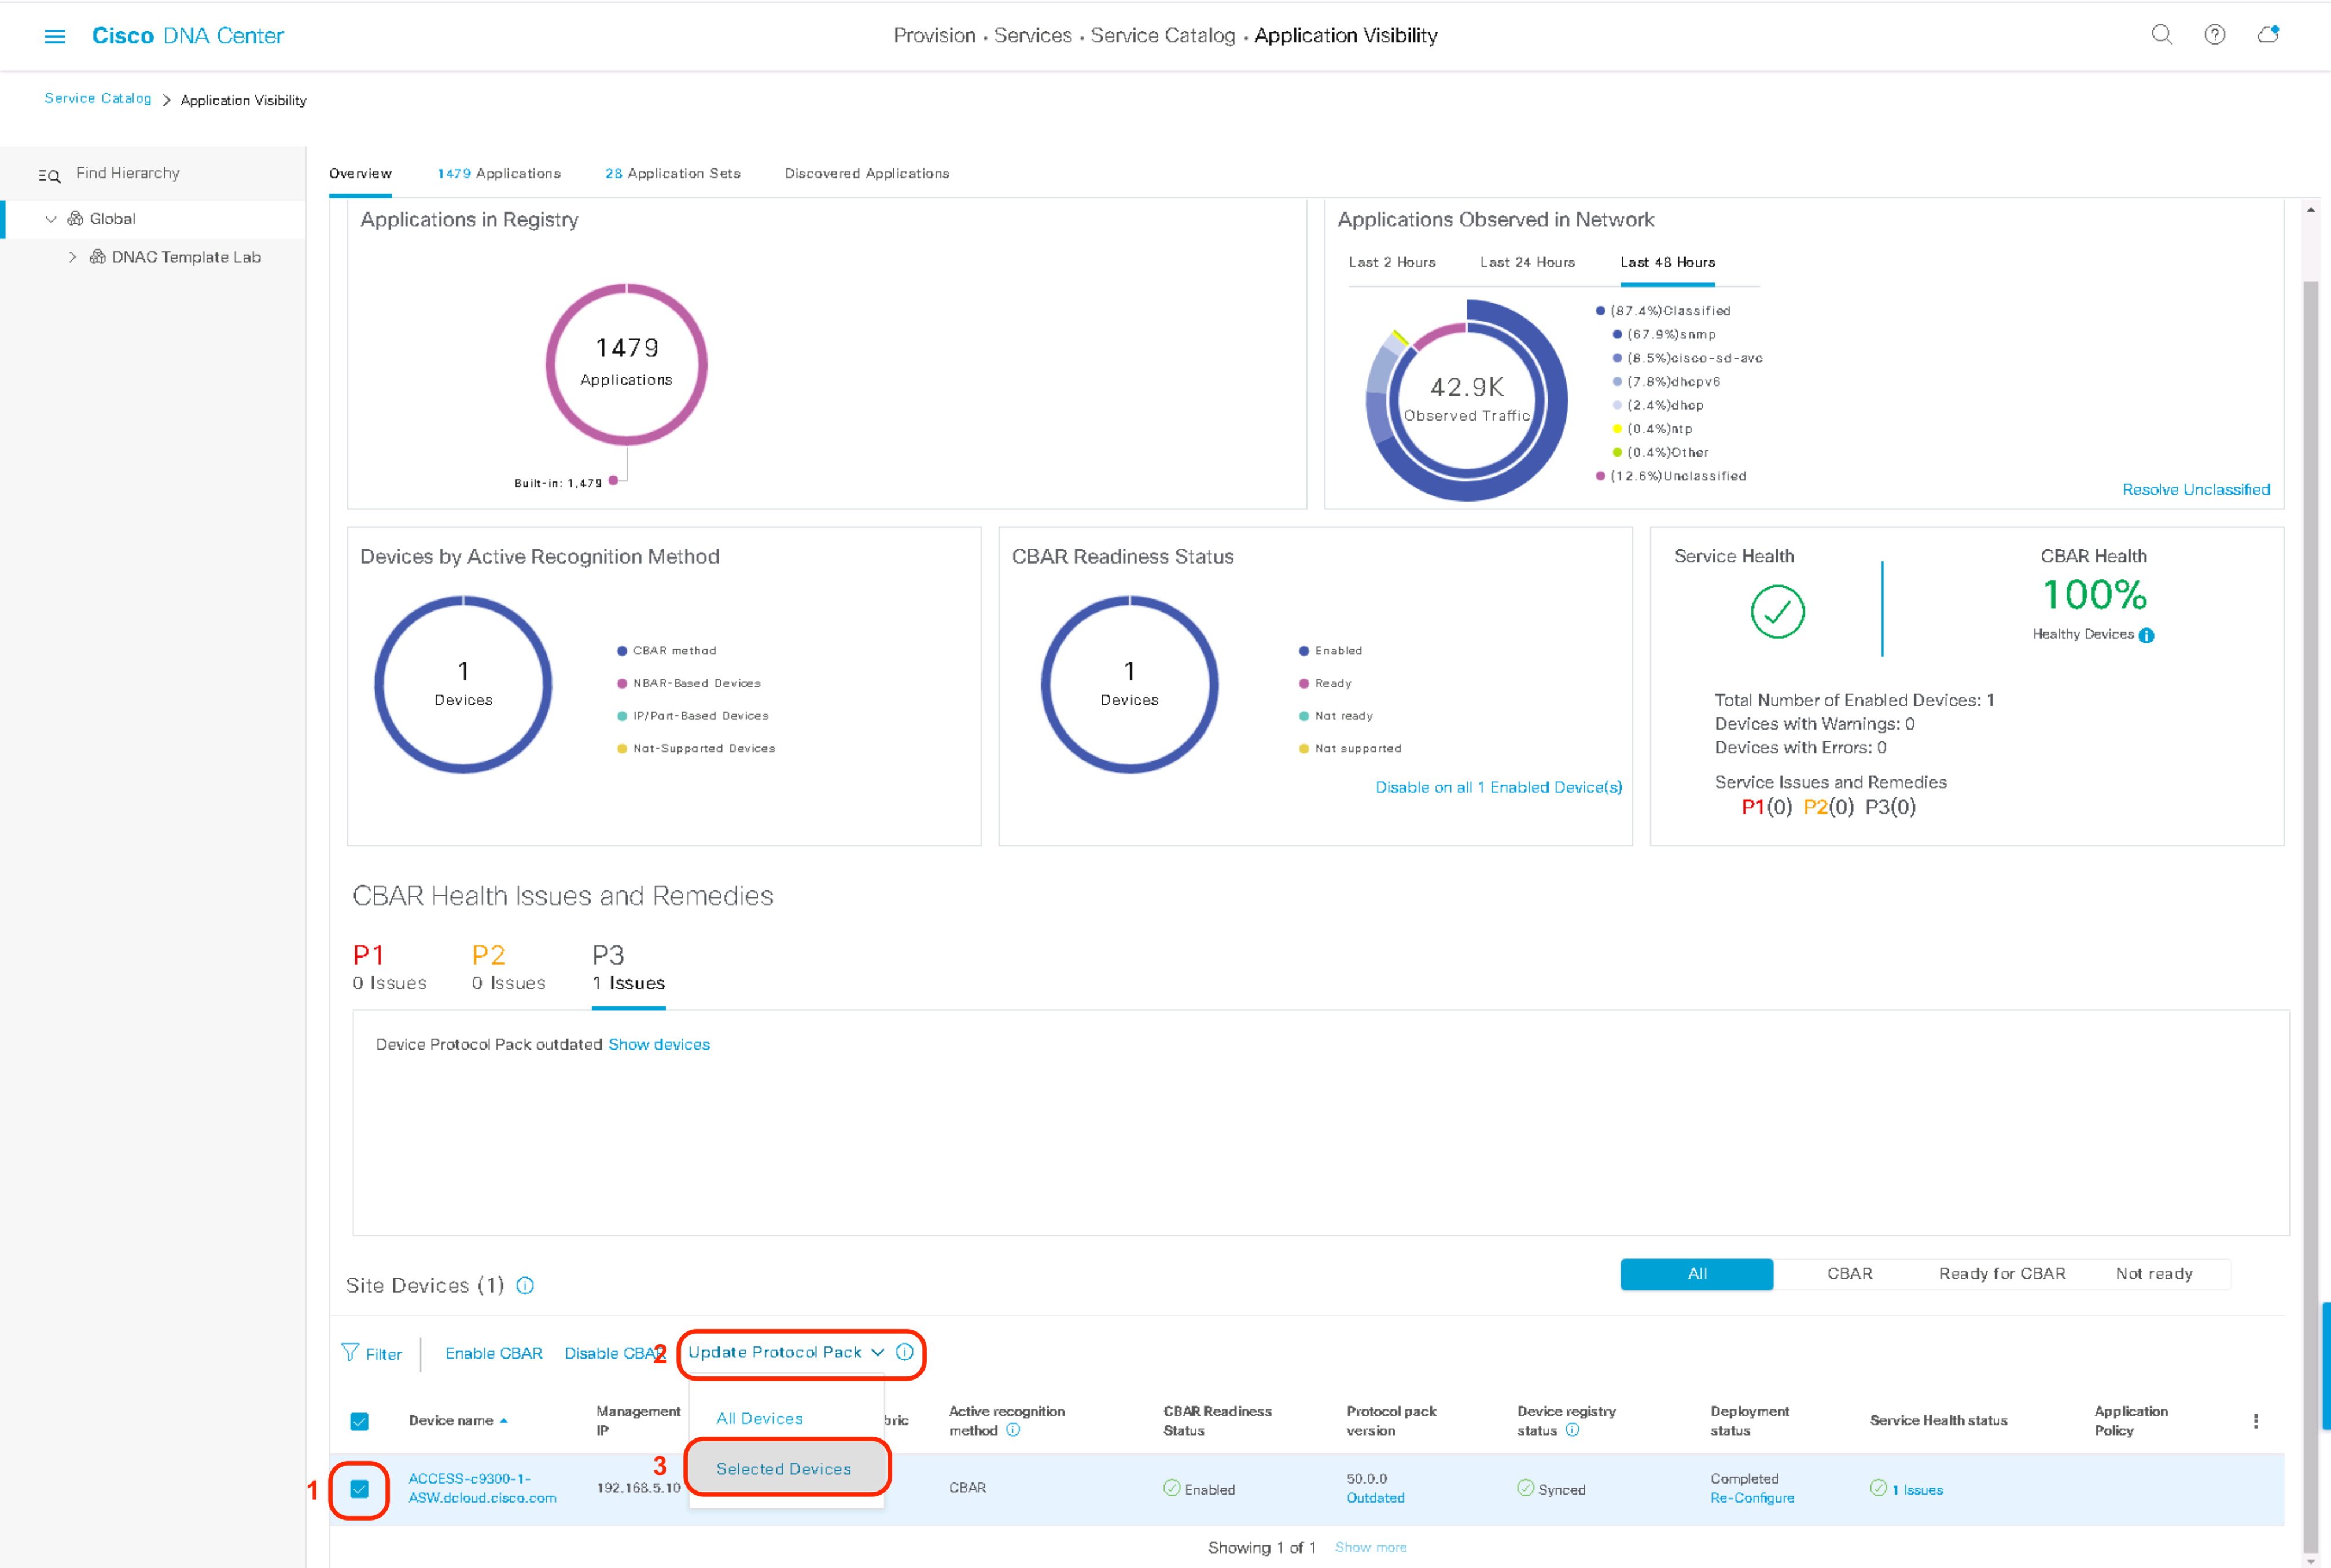 Cisco DNA Center
Provision · Services · Service Catalog · Application Visibility
Service Catalog > Application Visibility
Find Hierarchy
Global
DNAC Template Lab
Overview
1479 Applications
28 Application Sets
Discovered Applications
Applications in Registry
1479
Applications
Built-in: 1,479
Applications Observed in Network
Last 2 Hours
Last 24 Hours
Last 48 Hours
42.9K
Observed Traffic
(87.4%)Classified
(67.9%)snmp
(8.5%)cisco-sd-avc
(7.8%)dhcpv6
(2.4%)dhcp
(0.4%)ntp
(0.4%)Other
(12.6%)Unclassified
Resolve Unclassified
Devices by Active Recognition Method
1
Devices
CBAR method
NBAR-Based Devices
IP/Port-Based Devices
Not-Supported Devices
CBAR Readiness Status
1
Devices
Enabled
Ready
Not ready
Not supported
Disable on all 1 Enabled Device(s)
Service Health
CBAR Health
100%
Healthy Devices
Total Number of Enabled Devices: 1
Devices with Warnings: 0
Devices with Errors: 0
Service Issues and Remedies
P1(0) P2(0) P3(0)
CBAR Health Issues and Remedies
P1
0 Issues
P2
0 Issues
P3
1 Issues
Device Protocol Pack outdated Show devices
Site Devices (1)
All
CBAR
Ready for CBAR
Not ready
Filter
Enable CBAR
Disable CBAR
2
Update Protocol Pack
All Devices
3
Selected Devices
Device name
Management
IP
bric
Active recognition
method
CBAR Readiness
Status
Protocol pack
version
Device registry
status
Deployment
status
Service Health status
Application
Policy
1
ACCESS-c9300-1-
ASW.dcloud.cisco.com
192.168.5.10
CBAR
Enabled
50.0.0
Outdated
Synced
Completed
Re-Configure
1 Issues
Showing 1 of 1
Show more